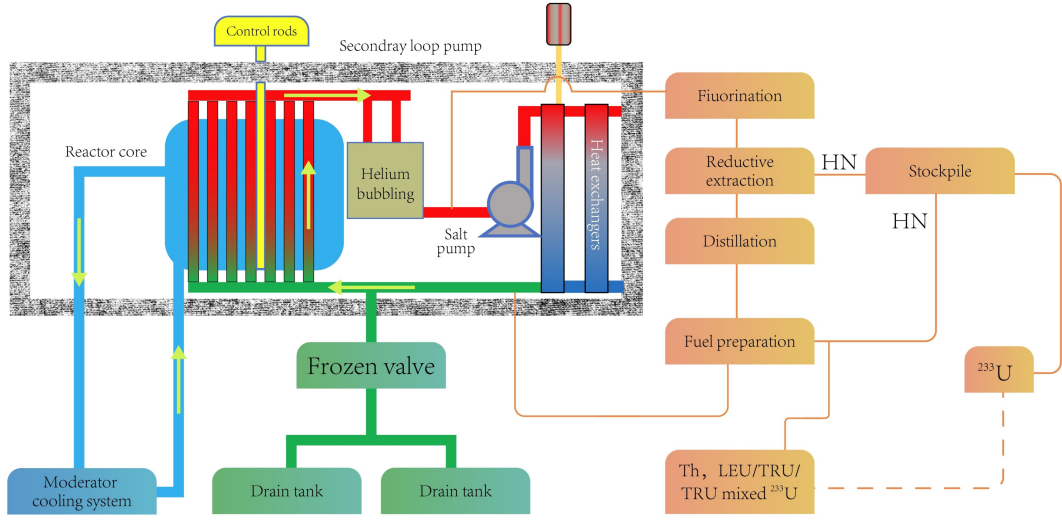 Control rods
Secondray loop pump
Fiuorination
Reactor core
Helium
bubbling
Heat exchangers
Reductive
extraction
HN
Stockpile
Salt
pump
HN
Distillation
Fuel preparation
Frozen valve
²³³U
Moderator
cooling system
Drain tank
Drain tank
Th, LEU/TRU/
TRU mixed ²³³U